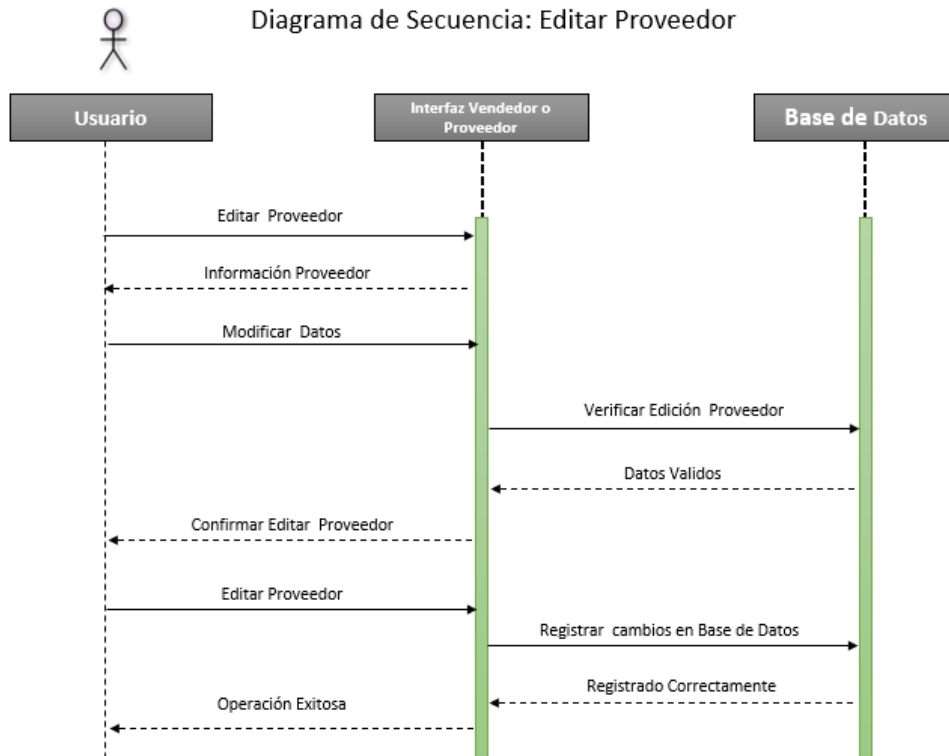 Diagrama de Secuencia: Editar Proveedor
Usuario
Interfaz Vendedor o
Proveedor
Base de Datos
Editar Proveedor
Información Proveedor
Modificar Datos
Verificar Edición Proveedor
Datos Validos
Confirmar Editar Proveedor
Editar Proveedor
Registrar cambios en Base de Datos
Registrado Correctamente
Operación Exitosa